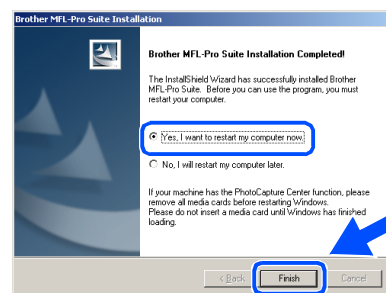 Brother MFL-Pro Suite Installation
Brother MFL-Pro Suite Installation Completed!
The InstallShield Wizard has successfully installed Brother
MFL-Pro Suite. Before you can use the program, you must
restart your computer.
Yes, I want to restart my computer now.
No, I will restart my computer later.
If your machine has the PhotoCapture Center function, please
remove all media cards before restarting Windows.
Please do not insert a media card until Windows has finished
loading.
< Back Finish Cancel